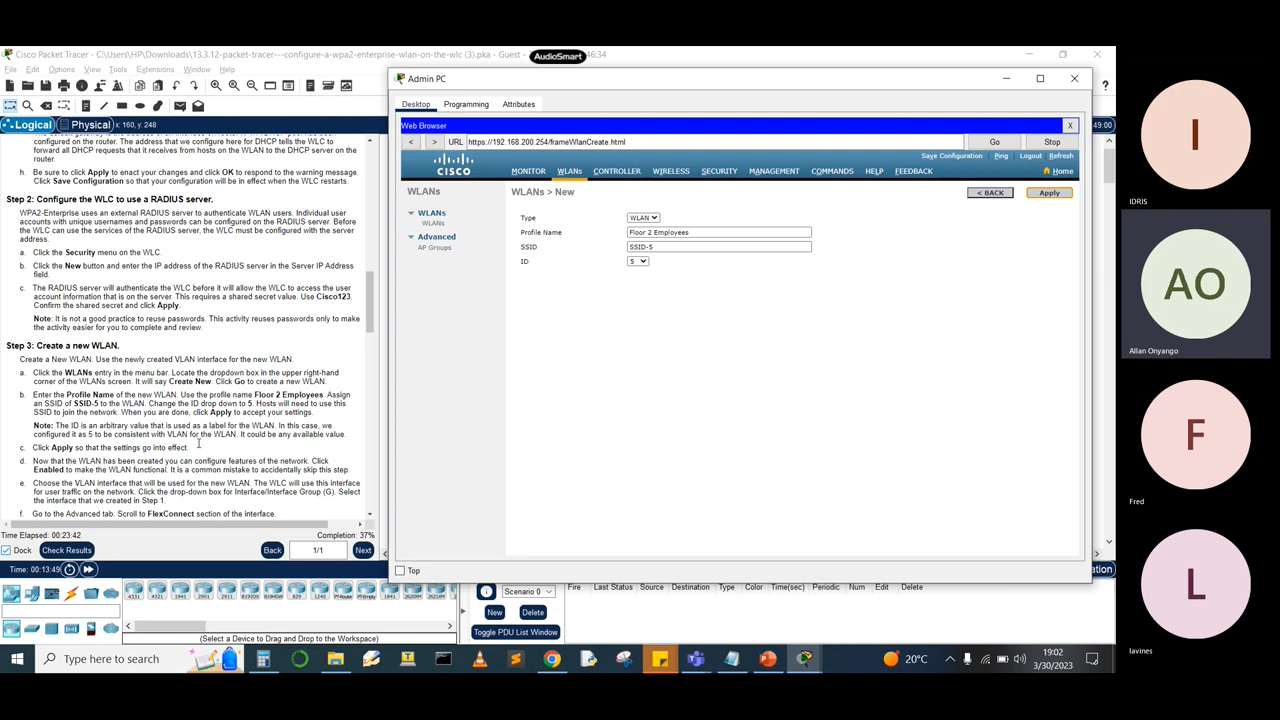 Cisco Packet Tracer - C:\Users\HP\Downloads\13.3.12-packet-tracer---configure-a-wpa2-enterprise-wlan-on-the-wlc (3).pka - Guest
AudioSmart
46:34
File Edit Options View Tools Extensions Window Help
Logical
Physical
x: 160, y: 248
49:00
configured on the router. The address that we configure here for DHCP tells the WLC to
forward all DHCP requests that it receives from hosts on the WLAN to the DHCP server on the
router.
h. Be sure to click Apply to enact your changes and click OK to respond to the warning message.
Click Save Configuration so that your configuration will be in effect when the WLC restarts.
Step 2: Configure the WLC to use a RADIUS server.
WPA2-Enterprise uses an external RADIUS server to authenticate WLAN users. Individual user
accounts with unique usernames and passwords can be configured on the RADIUS server. Before
the WLC can use the services of the RADIUS server, the WLC must be configured with the server
address.
a. Click the Security menu on the WLC.
b. Click the New button and enter the IP address of the RADIUS server in the Server IP Address
field.
c. The RADIUS server will authenticate the WLC before it will allow the WLC to access the user
account information that is on the server. This requires a shared secret value. Use Cisco123.
Confirm the shared secret and click Apply.
Note: It is not a good practice to reuse passwords. This activity reuses passwords only to make
the activity easier for you to complete and review.
Step 3: Create a new WLAN.
Create a New WLAN. Use the newly created VLAN interface for the new WLAN.
a. Click the WLANs entry in the menu bar. Locate the dropdown box in the upper right-hand
corner of the WLANs screen. It will say Create New. Click Go to create a new WLAN.
b. Enter the Profile Name of the new WLAN. Use the profile name Floor 2 Employees. Assign
an SSID of SSID-5 to the WLAN. Change the ID drop down to 5. Hosts will need to use this
SSID to join the network. When you are done, click Apply to accept your settings.
Note: The ID is an arbitrary value that is used as a label for the WLAN. In this case, we
configured it as 5 to be consistent with VLAN for the WLAN. It could be any available value.
c. Click Apply so that the settings go into effect.
d. Now that the WLAN has been created you can configure features of the network. Click
Enabled to make the WLAN functional. It is a common mistake to accidentally skip this step.
e. Choose the VLAN interface that will be used for the new WLAN. The WLC will use this interface
for user traffic on the network. Click the drop-down box for Interface/Interface Group (G). Select
the interface that we created in Step 1.
f. Go to the Advanced tab. Scroll to FlexConnect section of the interface.
Time Elapsed: 00:23:42
Completion: 37%
Dock
Check Results
Back
1/1
Next
Admin PC
Desktop
Programming
Attributes
Web Browser
X
< > URL https://192.168.200.254/frameWlanCreate.html Go Stop
Save Configuration Ping Logout Refresh
CISCO
MONITOR WLANs CONTROLLER WIRELESS SECURITY MANAGEMENT COMMANDS HELP FEEDBACK Home
WLANs
WLANs
WLANs
Advanced
AP Groups
WLANs > New
< BACK
Apply
Type WLAN
Profile Name Floor 2 Employees
SSID SSID-5
ID 5
Top
Time: 00:13:49
4331 4321 1941 2901 2911 819IOX 819HGW 829 1240 PT-Router PT-Empty 1841 2620XM 2621XM
(Select a Device to Drag and Drop to the Workspace)
Scenario 0
New
Delete
Toggle PDU List Window
Fire Last Status Source Destination Type Color Time(sec) Periodic Num Edit Delete
Type here to search
20°C
19:02
3/30/2023
I
IDRIS
AO
Allan Onyango
F
Fred
L
lavines